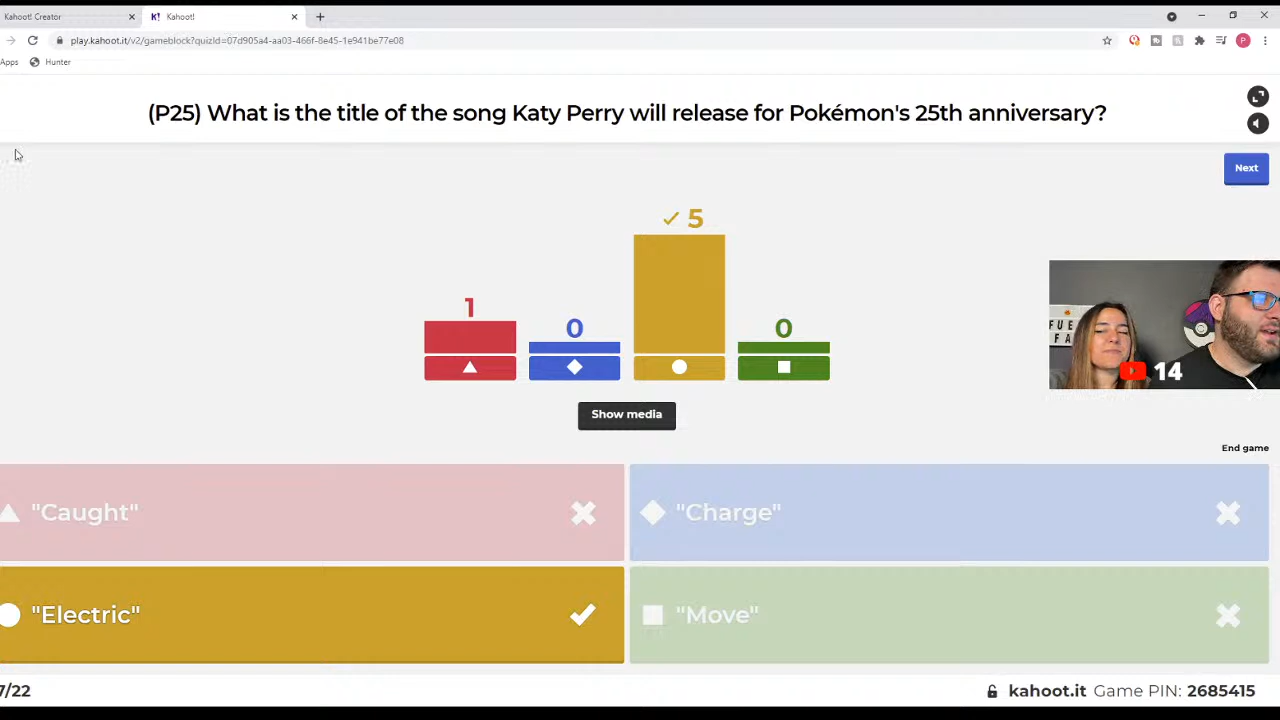 Kahoot! Creator
Kahoot!
play.kahoot.it/v2/gameblock?quizId=07d905a4-aa03-466f-8e45-1e941be77e08
Apps
Hunter
(P25) What is the title of the song Katy Perry will release for Pokémon's 25th anniversary?
Next
5
1
0
0
FUE
FA
14
Show media
End game
"Caught"
"Charge"
"Electric"
"Move"
7/22
kahoot.it Game PIN: 2685415